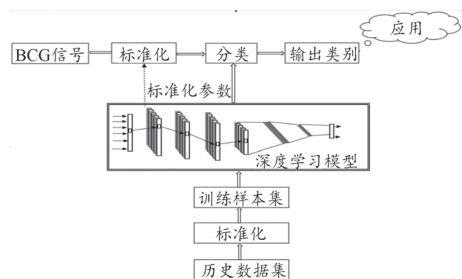 应用
BCG信号 标准化 分类 输出类别
标准化参数
深度学习模型
训练样本集
标准化
历史数据集